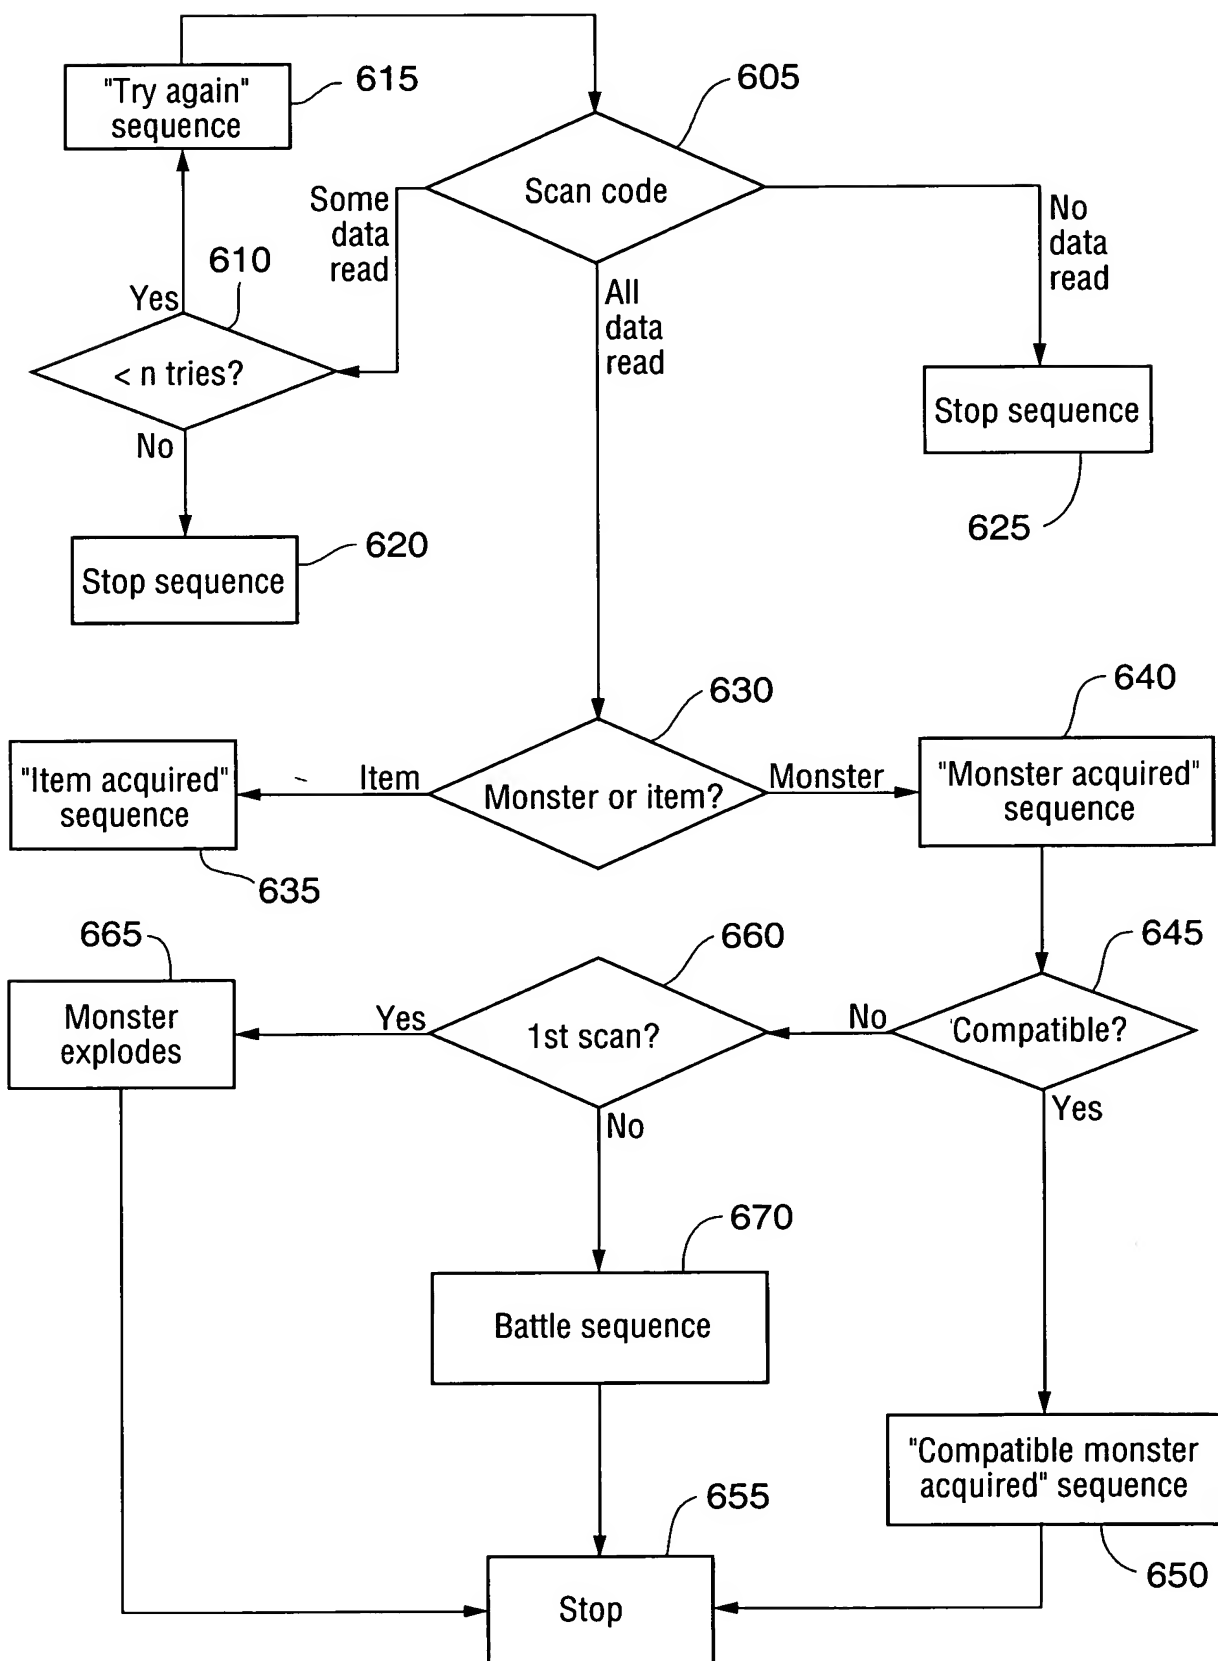 "Try again"
sequence
615
605
Scan code
Some
data
read
No
data
read
610
Yes
All
data
read
< n tries?
Stop sequence
No
625
620
Stop sequence
630
640
"Item acquired"
sequence
Item
Monster or item?
Monster
"Monster acquired"
sequence
635
665
660
645
Monster
explodes
Yes
1st scan?
No
Compatible?
Yes
No
670
Battle sequence
"Compatible monster
acquired" sequence
655
650
Stop